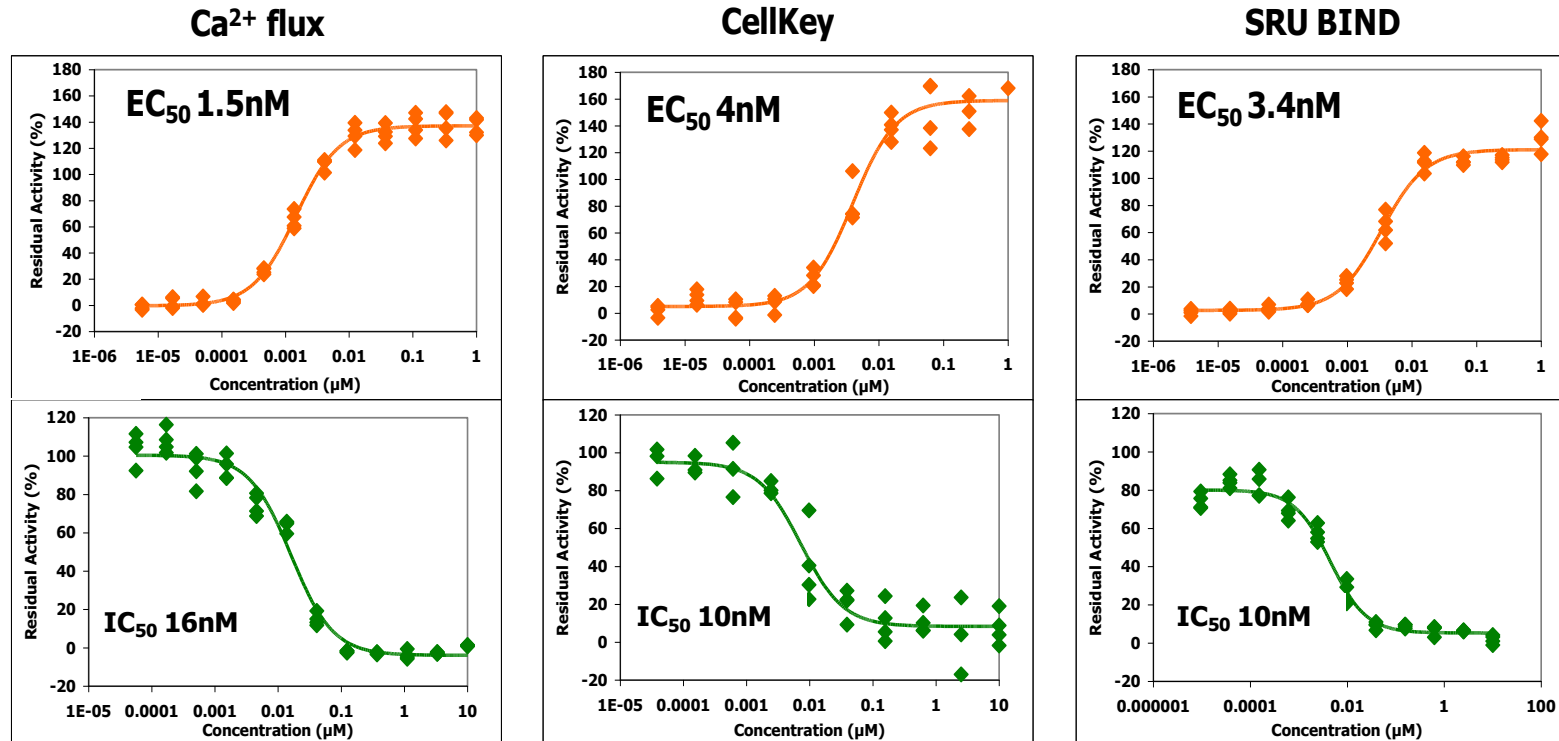 Ca²⁺ flux
CellKey
SRU BIND
Residual Activity (%)
180
160
140
120
100
80
60
40
20
0
-20
EC₅₀ 1.5nM
1E-06 1E-05 0.0001 0.001 0.01 0.1 1
Concentration (µM)
Residual Activity (%)
180
160
140
120
100
80
60
40
20
0
-20
EC₅₀ 4nM
1E-06 1E-05 0.0001 0.001 0.01 0.1 1
Concentration (µM)
Residual Activity (%)
180
160
140
120
100
80
60
40
20
0
-20
EC₅₀ 3.4nM
1E-06 1E-05 0.0001 0.001 0.01 0.1 1
Concentration (µM)
Residual Activity (%)
120
100
80
60
40
20
0
-20
IC₅₀ 16nM
1E-05 0.0001 0.001 0.01 0.1 1 10
Concentration (µM)
Residual Activity (%)
120
100
80
60
40
20
0
-20
IC₅₀ 10nM
1E-05 0.0001 0.001 0.01 0.1 1 10
Concentration (µM)
Residual Activity (%)
120
100
80
60
40
20
0
-20
IC₅₀ 10nM
0.000001 0.0001 0.01 1 100
Concentration (µM)